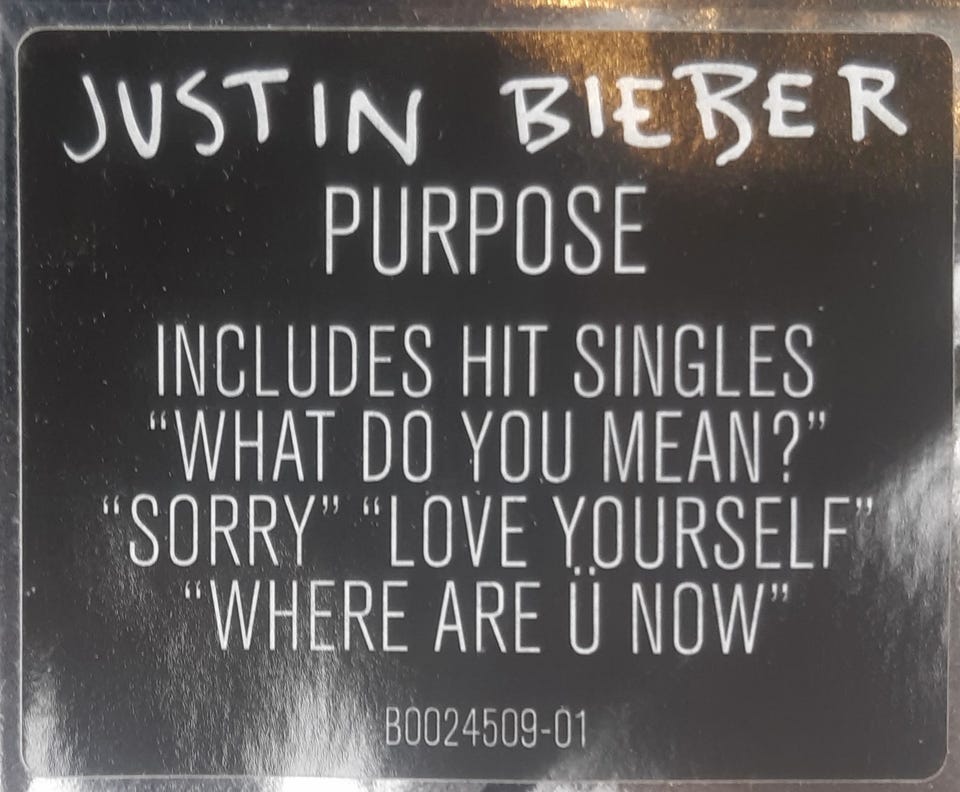 JUSTIN BIEBER
PURPOSE
INCLUDES HIT SINGLES
“WHAT DO YOU MEAN?”
“SORRY” “LOVE YOURSELF”
“WHERE ARE Ü NOW”
B0024509-01